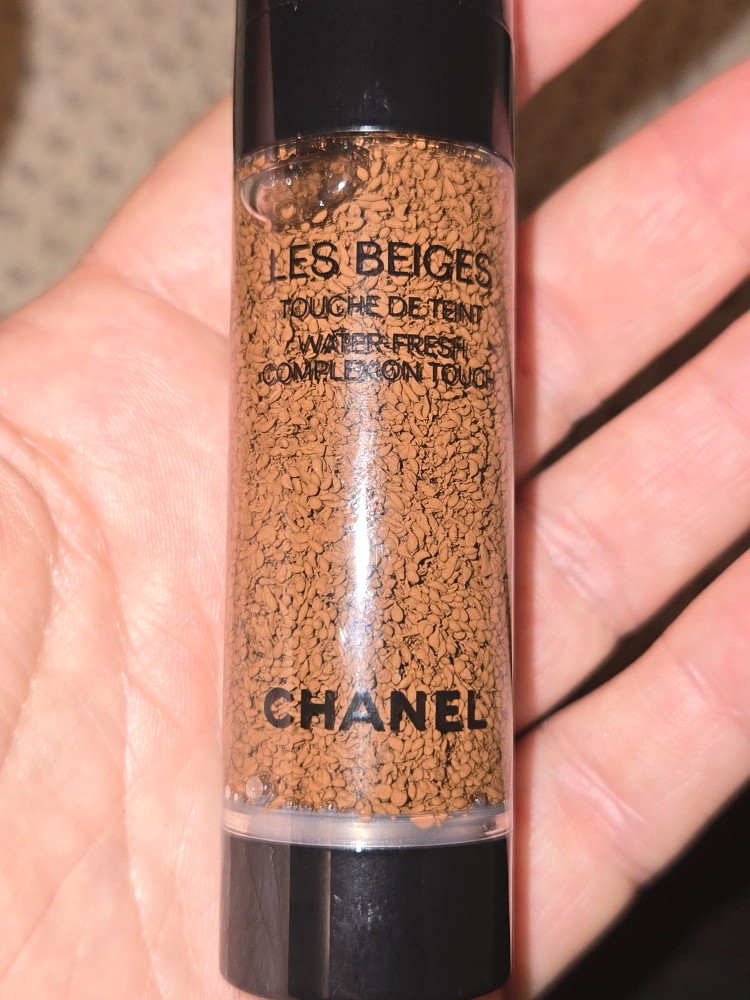 LES BEIGES
TOUCHE DE TEINT
WATER-FRESH
COMPLEXION TOUCH
CHANEL